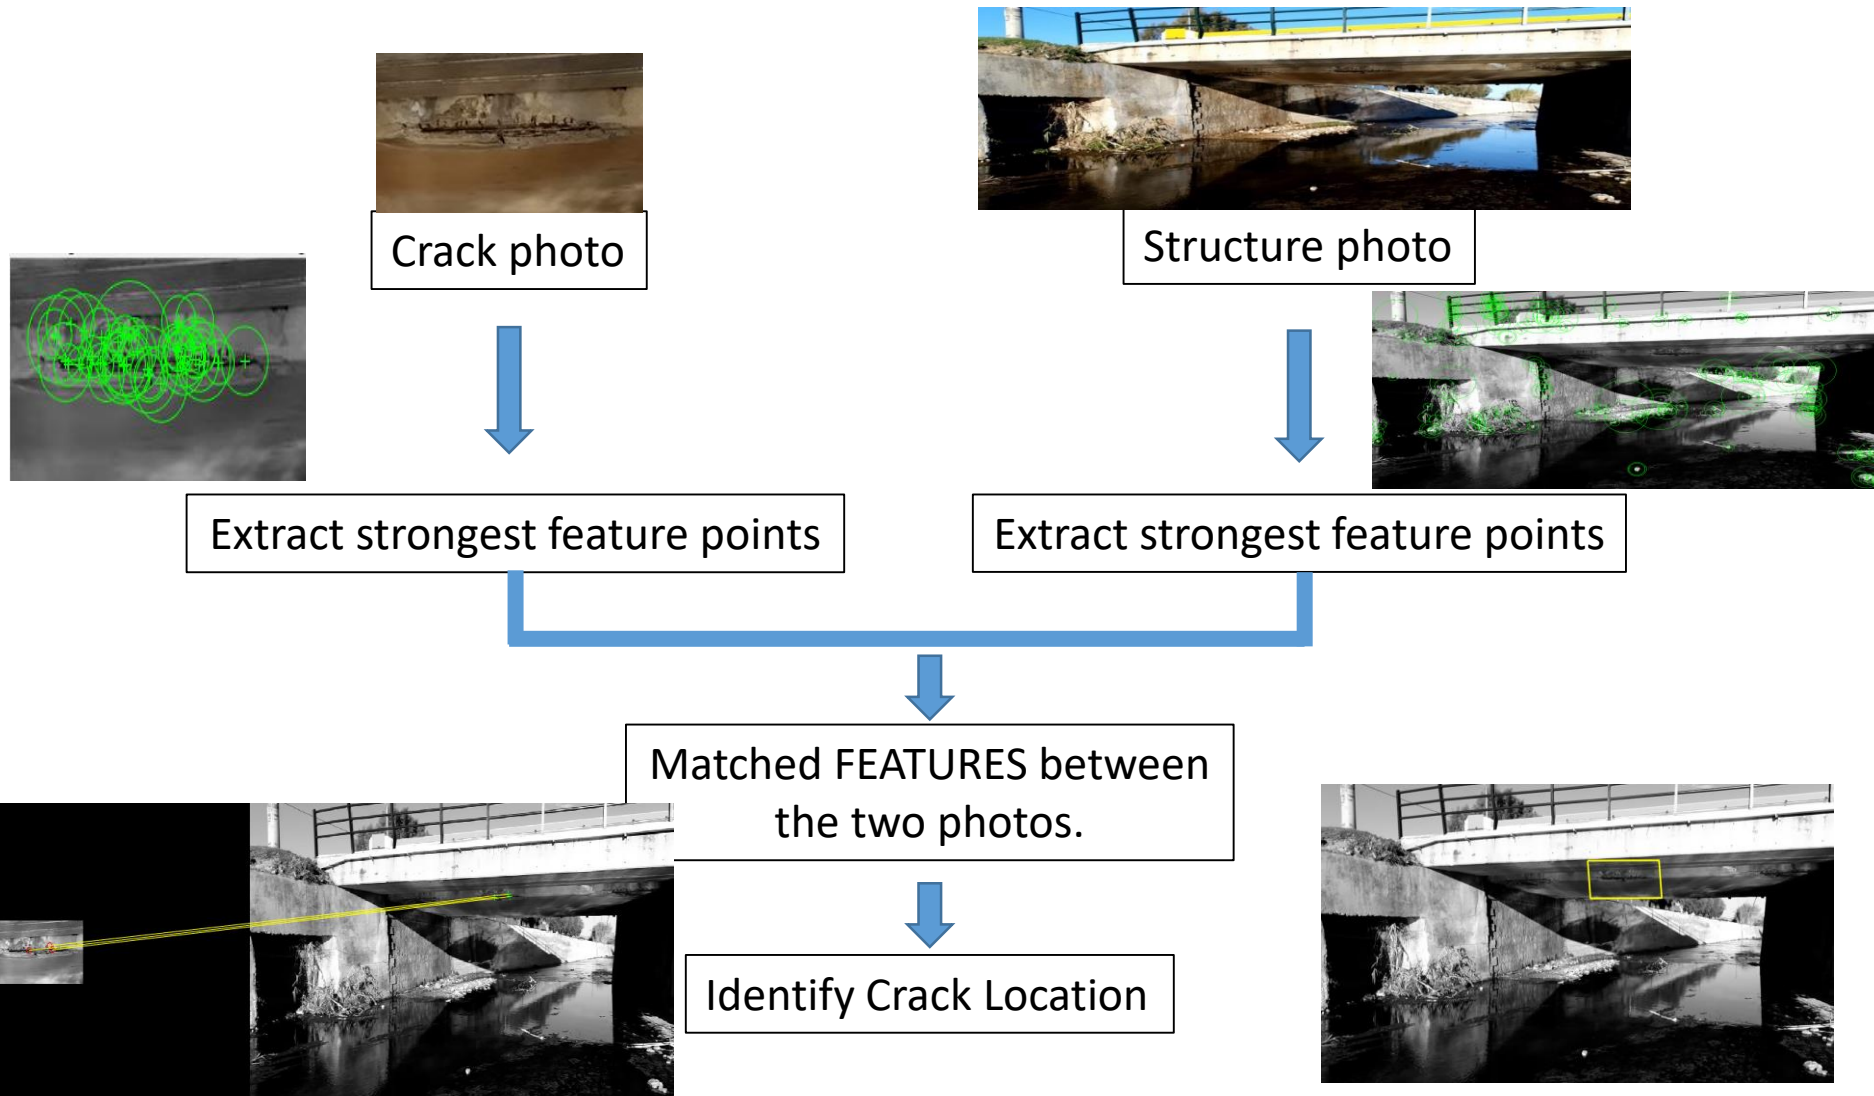 Crack photo
Structure photo
Extract strongest feature points
Extract strongest feature points
Matched FEATURES between
the two photos.
Identify Crack Location